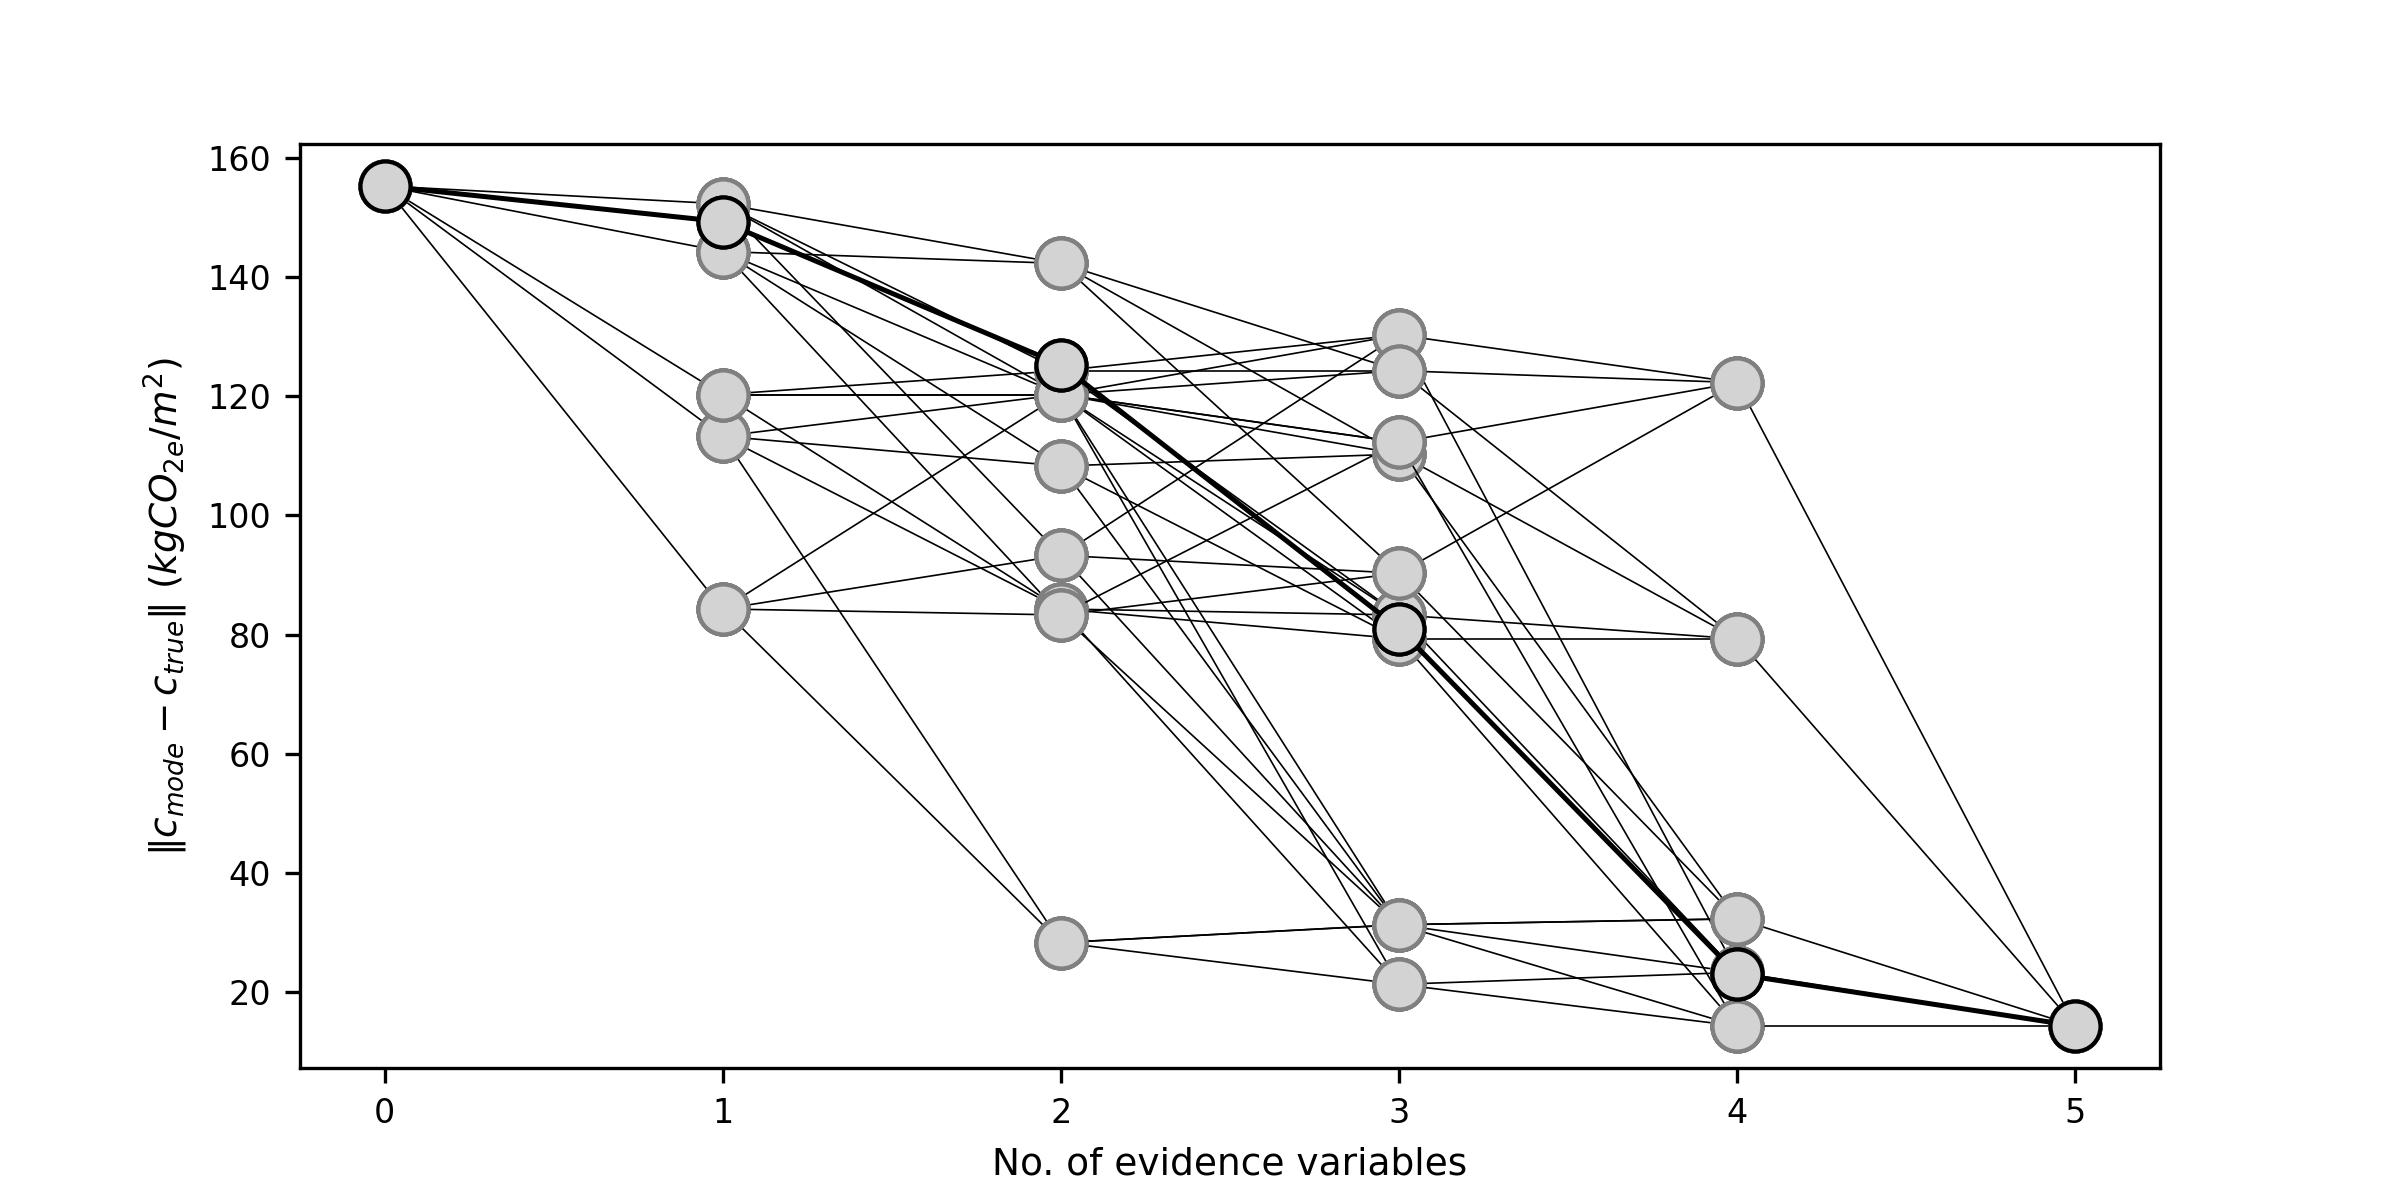 160
140
120
100
80
60
40
20
‖c_mode − c_true‖ (kgCO_2e/m^2)
0 1 2 3 4 5
No. of evidence variables